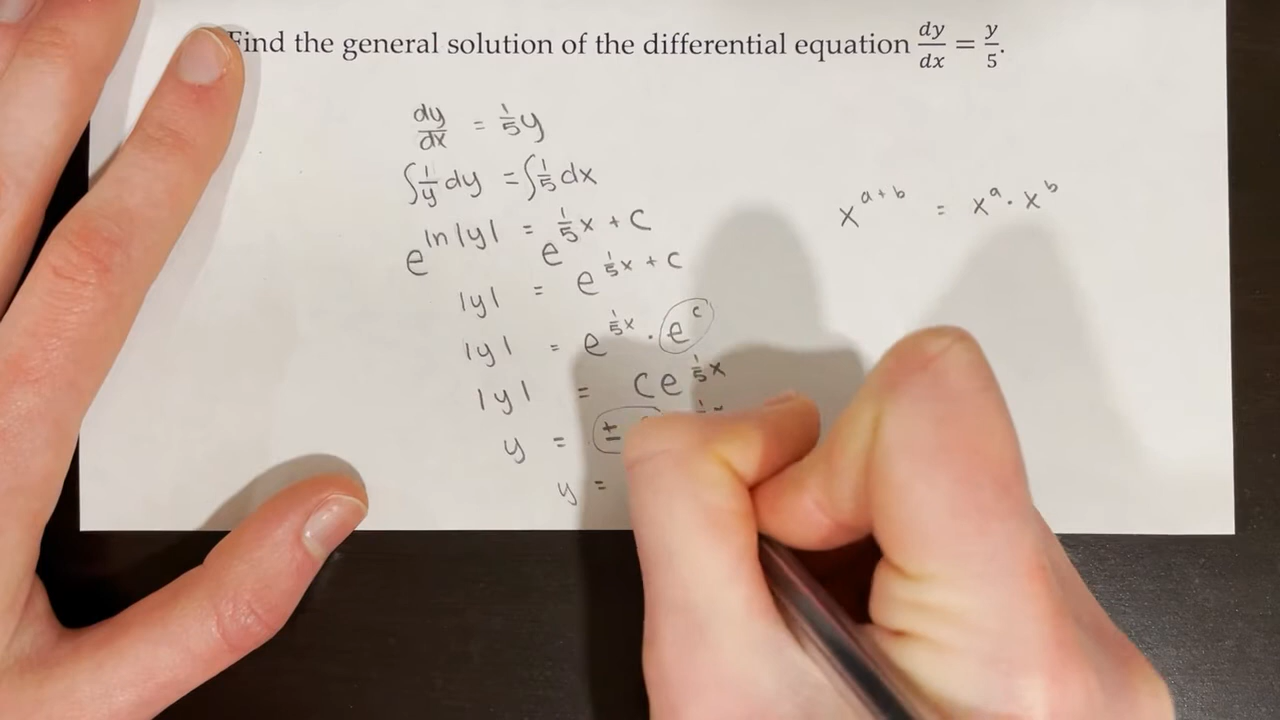 Find the general solution of the differential equation dy/dx = y/5.
dy/dx = 1/5 y
∫ 1/y dy = ∫ 1/5 dx
e^{ln|y|} = e^{1/5 x + C}
x^{a+b} = x^a · x^b
|y| = e^{1/5 x + C}
|y| = e^{1/5 x} · e^C
|y| = C e^{1/5 x}
y = ±
y =